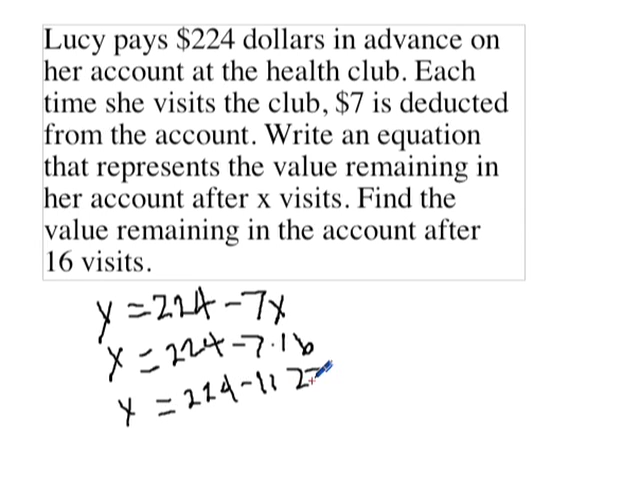 Lucy pays $224 dollars in advance on
her account at the health club. Each
time she visits the club, $7 is deducted
from the account. Write an equation
that represents the value remaining in
her account after x visits. Find the
value remaining in the account after
16 visits.
y = 224 - 7x
y = 224 - 7 · 16
y = 224 - 112